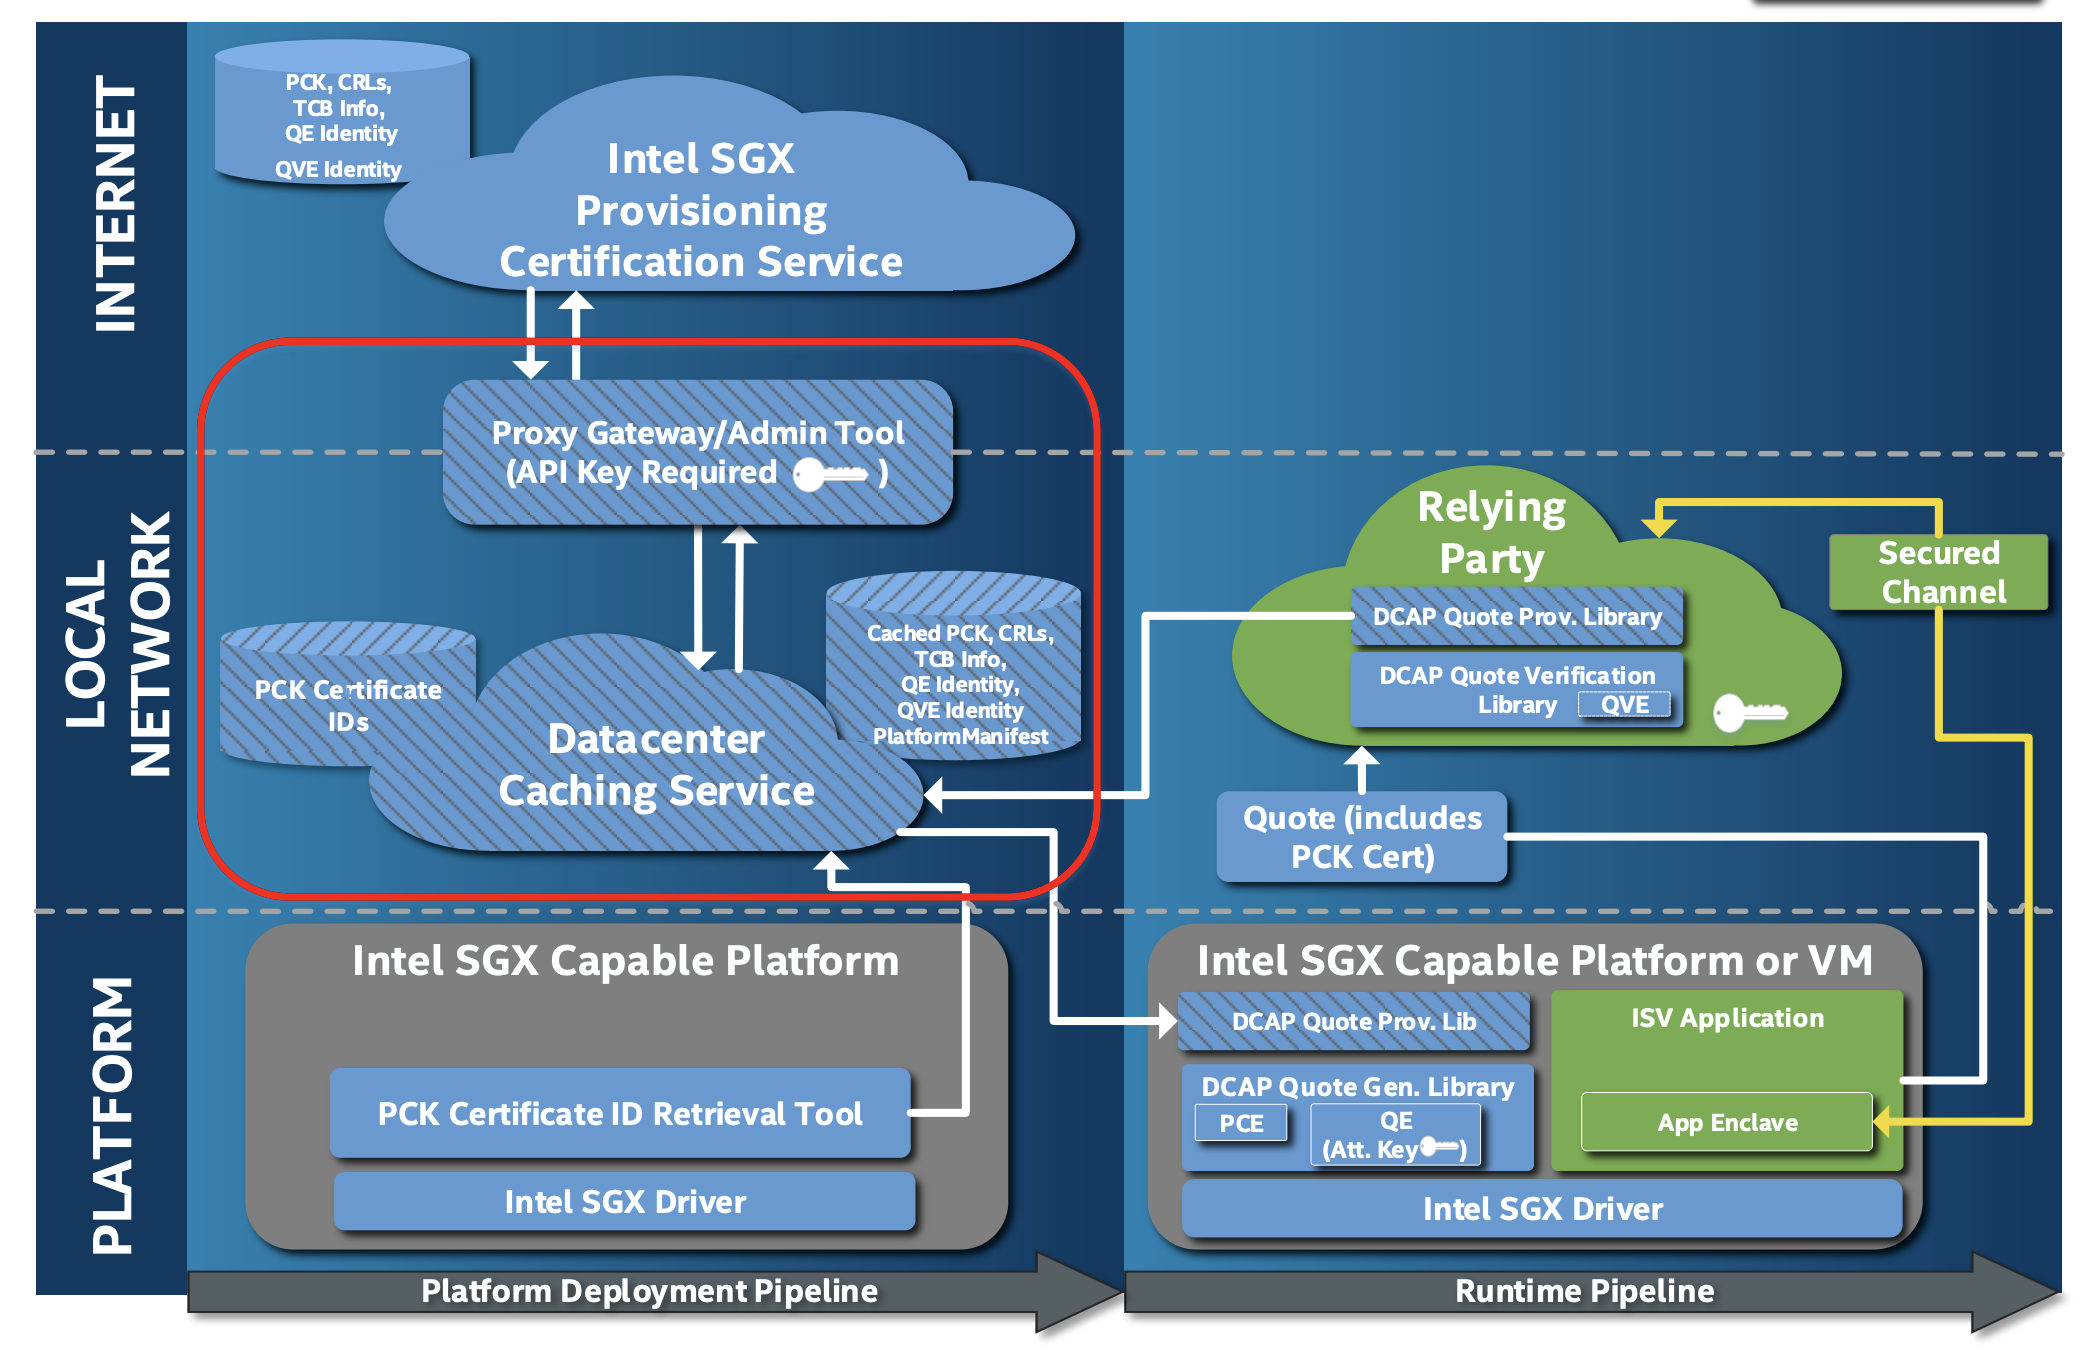 INTERNET
PCK, CRLs,
TCB Info,
QE Identity
QVE Identity
Intel SGX
Provisioning
Certification Service
Proxy Gateway/Admin Tool
(API Key Required )
LOCAL
NETWORK
PCK Certificate
IDs
Datacenter
Caching Service
Cached PCK, CRLs,
TCB Info,
QE Identity,
QVE Identity
PlatformManifest
Relying
Party
DCAP Quote Prov. Library
DCAP Quote Verification
Library QVE
Secured
Channel
Quote (includes
PCK Cert)
PLATFORM
Intel SGX Capable Platform
PCK Certificate ID Retrieval Tool
Intel SGX Driver
Intel SGX Capable Platform or VM
DCAP Quote Prov. Lib
DCAP Quote Gen. Library
PCE
QE
(Att. Key )
ISV Application
App Enclave
Intel SGX Driver
Platform Deployment Pipeline
Runtime Pipeline